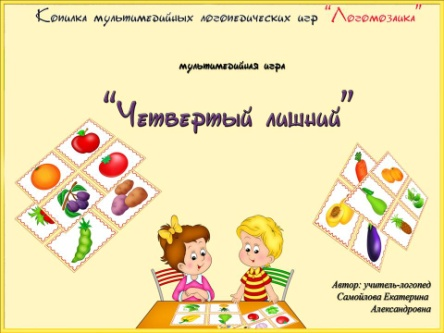 Копилка мультимедийных логопедических игр "Логомозаика"
мультимедийная игра
"Четвертый лишний"
Автор: учитель-логопед
Самойлова Екатерина
Александровна